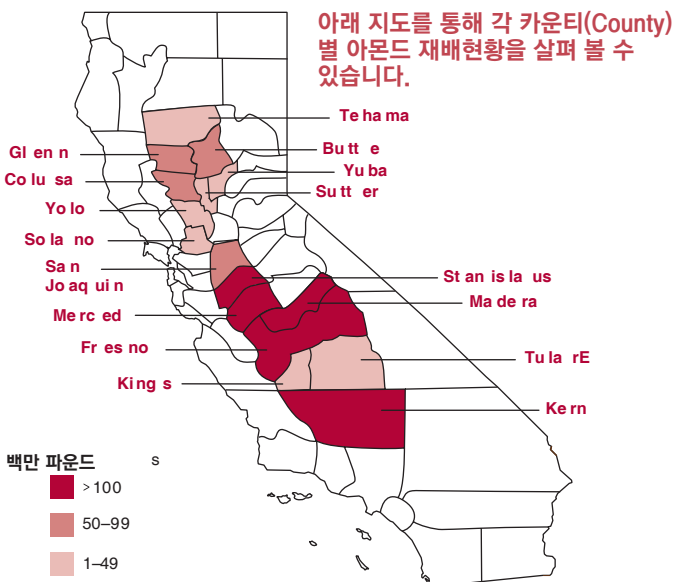 아래 지도를 통해 각 카운티(County)
별 아몬드 재배현황을 살펴 볼 수
있습니다.
Te ha ma
Gl en n
Bu tt e
Co lu sa
Yu ba
Su tt er
Yo lo
So la no
Sa n
Jo aq ui n
St an is la us
Me rc ed
Ma de ra
Fr es no
Tu la rE
Ki ng s
Ke rn
백만 파운드 s
>100
50–99
1–49